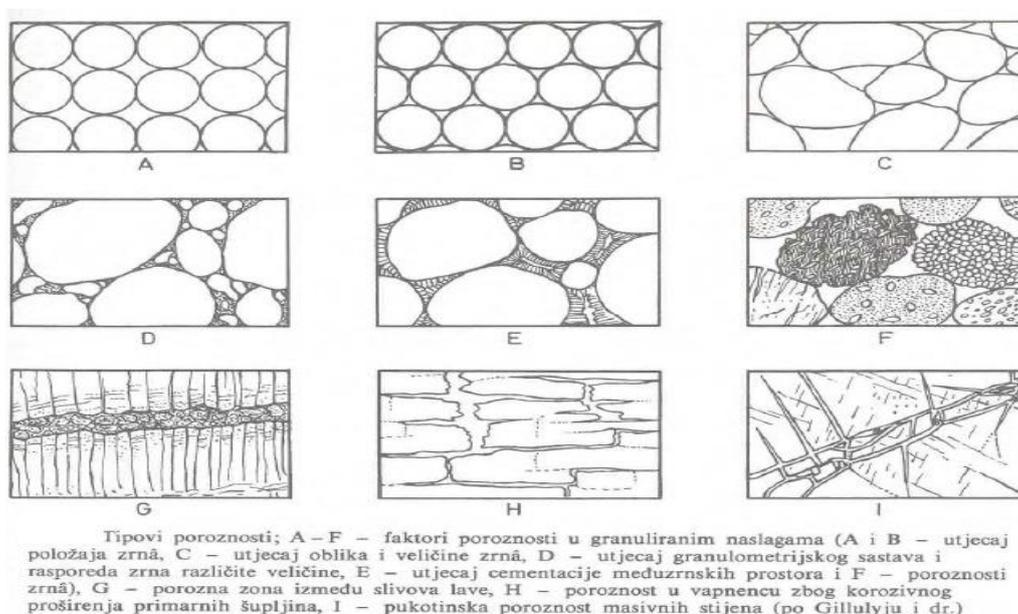 A
B
C
D
E
F
G
H
I
Tipovi poroznosti; A – F – faktori poroznosti u granuliranim naslagama (A i B – utjecaj
položaja zrnâ, C – utjecaj oblika i veličine zrnâ, D – utjecaj granulometrijskog sastava i
rasporeda zrna različite veličine, E – utjecaj cementacije međuzrnskih prostora i F – poroznosti
zrnâ), G – porozna zona između slivova lave, H – poroznost u vapnencu zbog korozivnog
proširenja primarnih šupljina, I – pukotinska poroznost masivnih stijena (po Gillulyju i dr.)